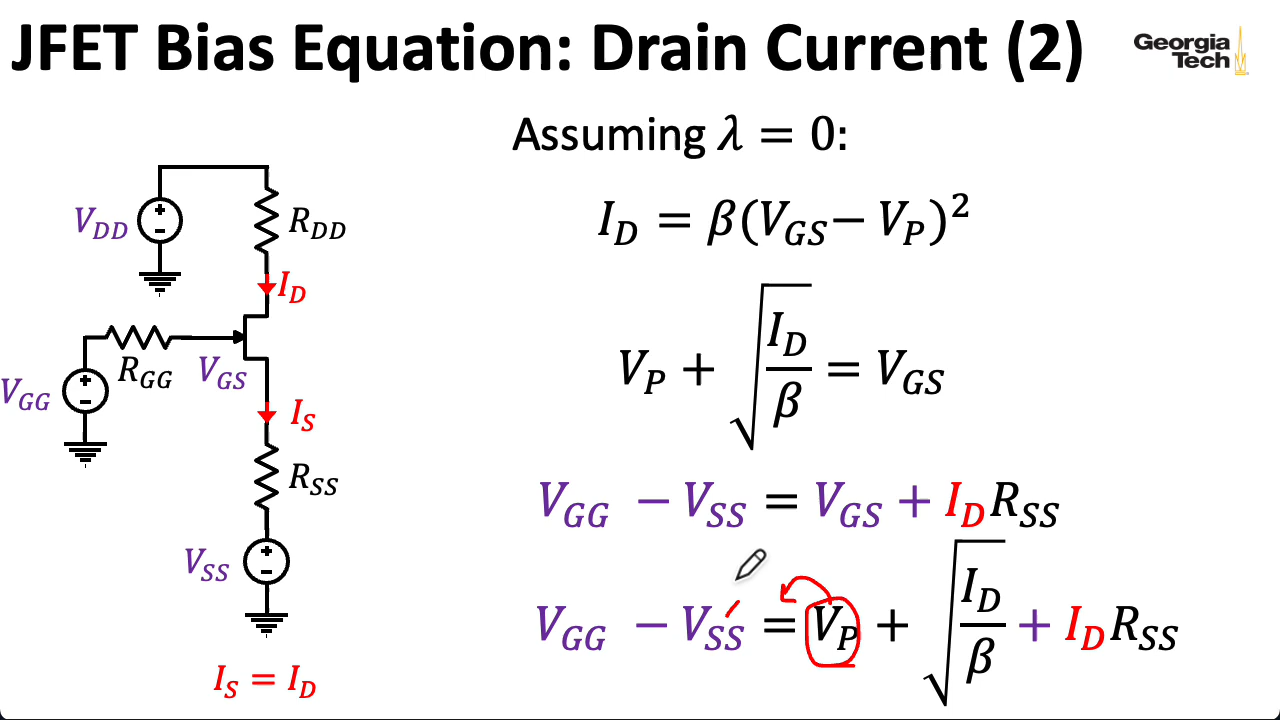 JFET Bias Equation: Drain Current (2)
Georgia
Tech
Assuming λ = 0:
I_D = β(V_GS − V_P)²
V_P + √(I_D/β) = V_GS
V_GG − V_SS = V_GS + I_D R_SS
V_GG − V_SS = V_P + √(I_D/β) + I_D R_SS
V_DD
R_DD
I_D
R_GG
V_GS
V_GG
I_S
R_SS
V_SS
I_S = I_D